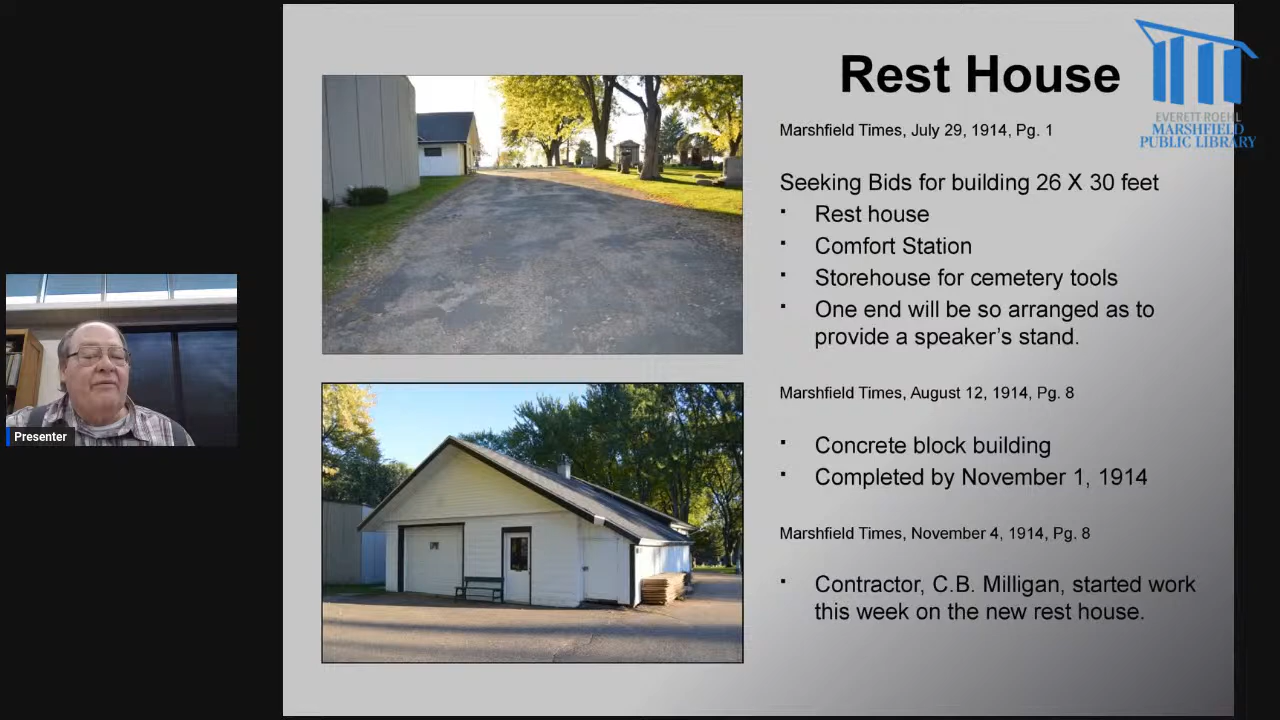 Rest House
EVERETT ROEHL
MARSHFIELD
PUBLIC LIBRARY
Marshfield Times, July 29, 1914, Pg. 1
Seeking Bids for building 26 X 30 feet
Rest house
Comfort Station
Storehouse for cemetery tools
One end will be so arranged as to
provide a speaker’s stand.
Marshfield Times, August 12, 1914, Pg. 8
Concrete block building
Completed by November 1, 1914
Marshfield Times, November 4, 1914, Pg. 8
Contractor, C.B. Milligan, started work
this week on the new rest house.
Presenter